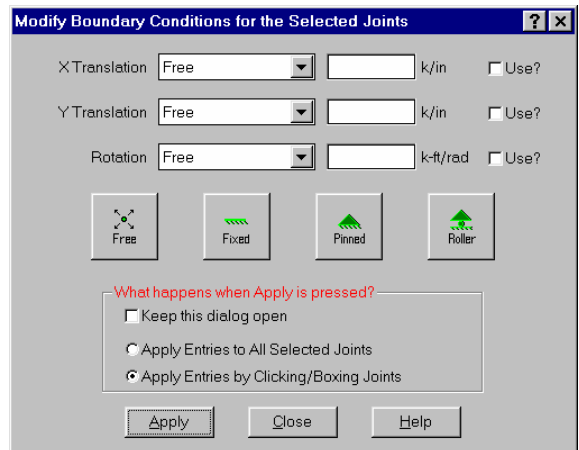 Modify Boundary Conditions for the Selected Joints
X Translation Free k/in Use?
Y Translation Free k/in Use?
Rotation Free k-ft/rad Use?
Free Fixed Pinned Roller
What happens when Apply is pressed?
Keep this dialog open
Apply Entries to All Selected Joints
Apply Entries by Clicking/Boxing Joints
Apply Close Help